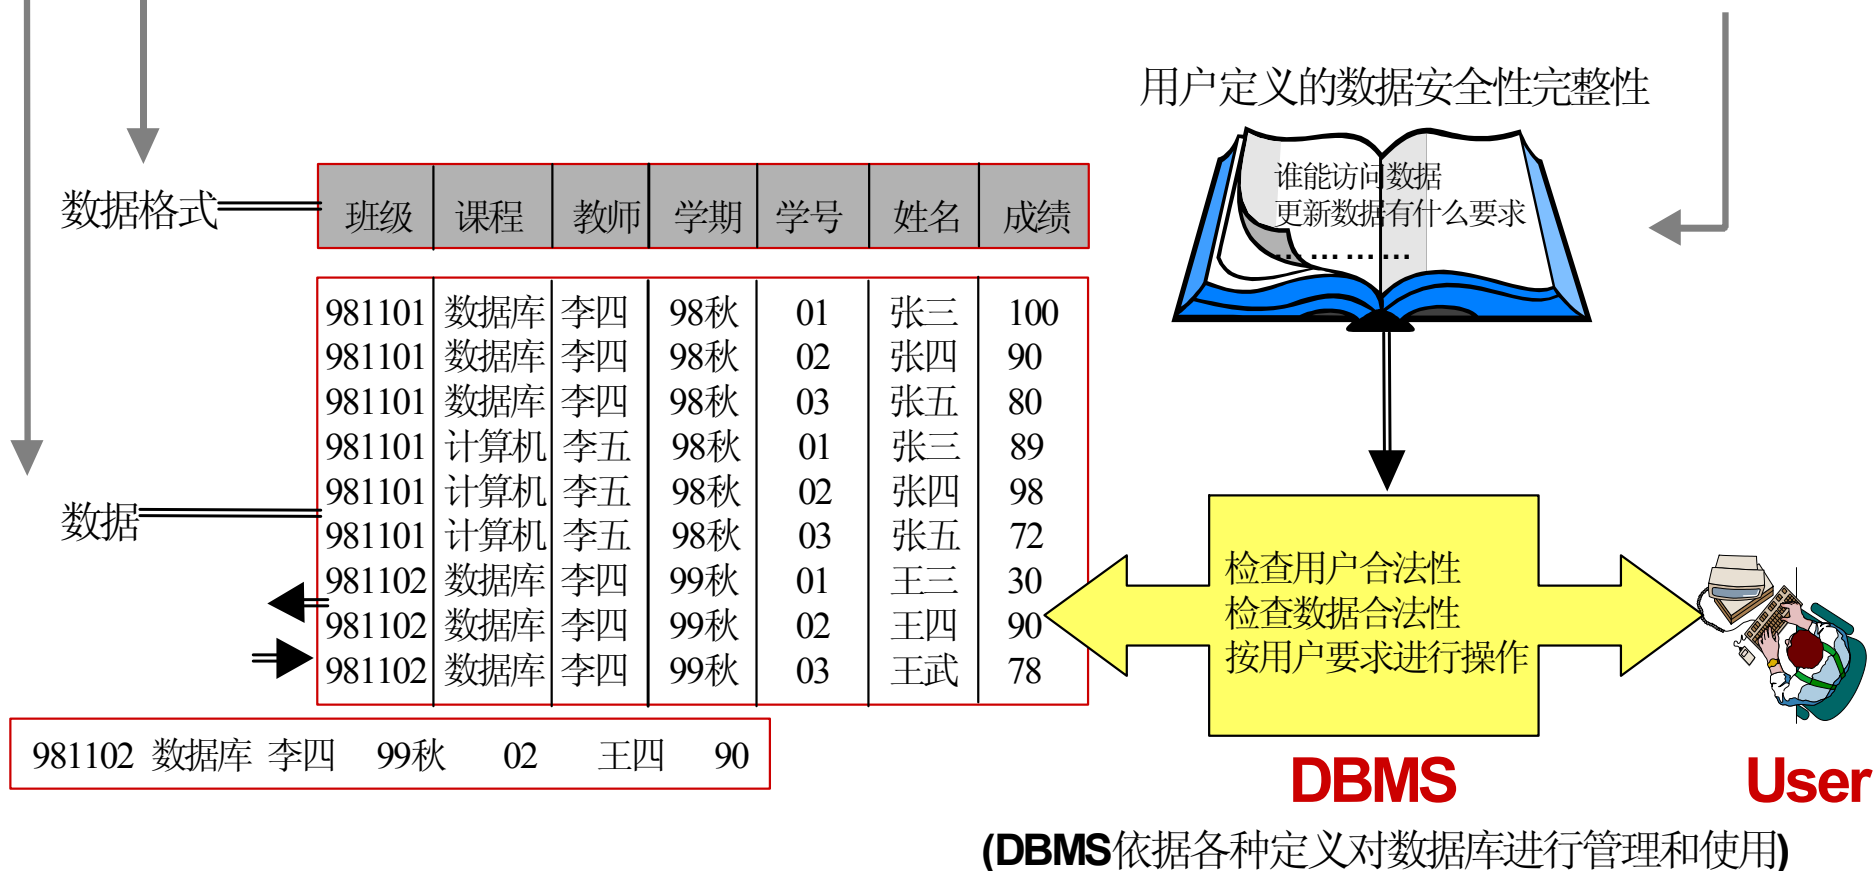 用户定义的数据安全性完整性
谁能访问数据
更新数据有什么要求
…………
数据格式
班级 课程 教师 学期 学号 姓名 成绩
981101 数据库 李四 98秋 01 张三 100
981101 数据库 李四 98秋 02 张四 90
981101 数据库 李四 98秋 03 张五 80
981101 计算机 李五 98秋 01 张三 89
981101 计算机 李五 98秋 02 张四 98
数据
981101 计算机 李五 98秋 03 张五 72
981102 数据库 李四 99秋 01 王三 30
981102 数据库 李四 99秋 02 王四 90
981102 数据库 李四 99秋 03 王武 78
981102 数据库 李四 99秋 02 王四 90
检查用户合法性
检查数据合法性
按用户要求进行操作
DBMS
User
(DBMS依据各种定义对数据库进行管理和使用)